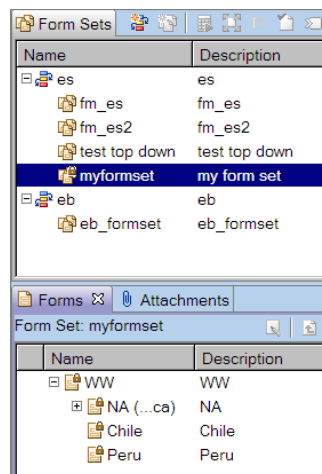 Form Sets
Name Description
es es
fm_es fm_es
fm_es2 fm_es2
test top down test top down
myformset my form set
eb eb
eb_formset eb_formset
Forms Attachments
Form Set: myformset
Name Description
WW WW
NA (...ca) NA
Chile Chile
Peru Peru